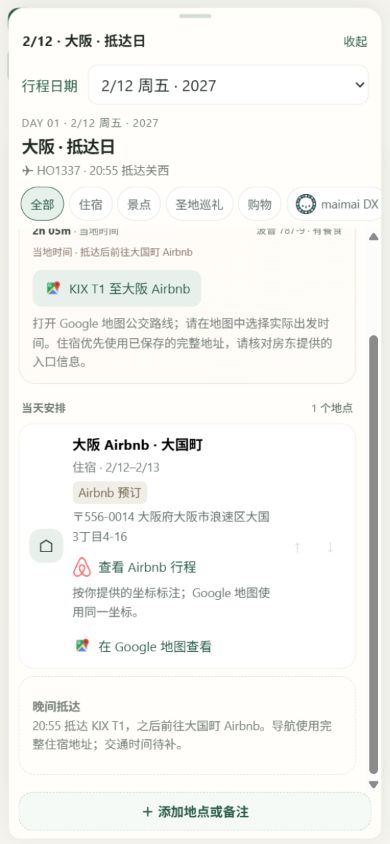 2/12 · 大阪 · 抵达日
收起
行程日期
2/12 周五 · 2027
DAY 01 · 2/12 周五 · 2027
大阪 · 抵达日
✈ HO1337 · 20:55 抵达关西
全部
住宿
景点
圣地巡礼
购物
maimai DX
2h 05m · 当地时间
波音 787-9 · 有餐食
当地时间 · 抵达后前往大国町 Airbnb
KIX T1 至大阪 Airbnb
打开 Google 地图公交路线；请在地图中选择实际出发时
间。住宿优先使用已保存的完整地址，请核对房东提供的
入口信息。
当天安排
1 个地点
大阪 Airbnb · 大国町
住宿 · 2/12–2/13
Airbnb 预订
〒556-0014 大阪府大阪市浪速区大国
3丁目4-16
↑ ↓
查看 Airbnb 行程
按你提供的坐标标注；Google 地图使
用同一坐标。
在 Google 地图查看
晚间抵达
20:55 抵达 KIX T1，之后前往大国町 Airbnb。导航使用完
整住宿地址；交通时间待补。
＋ 添加地点或备注